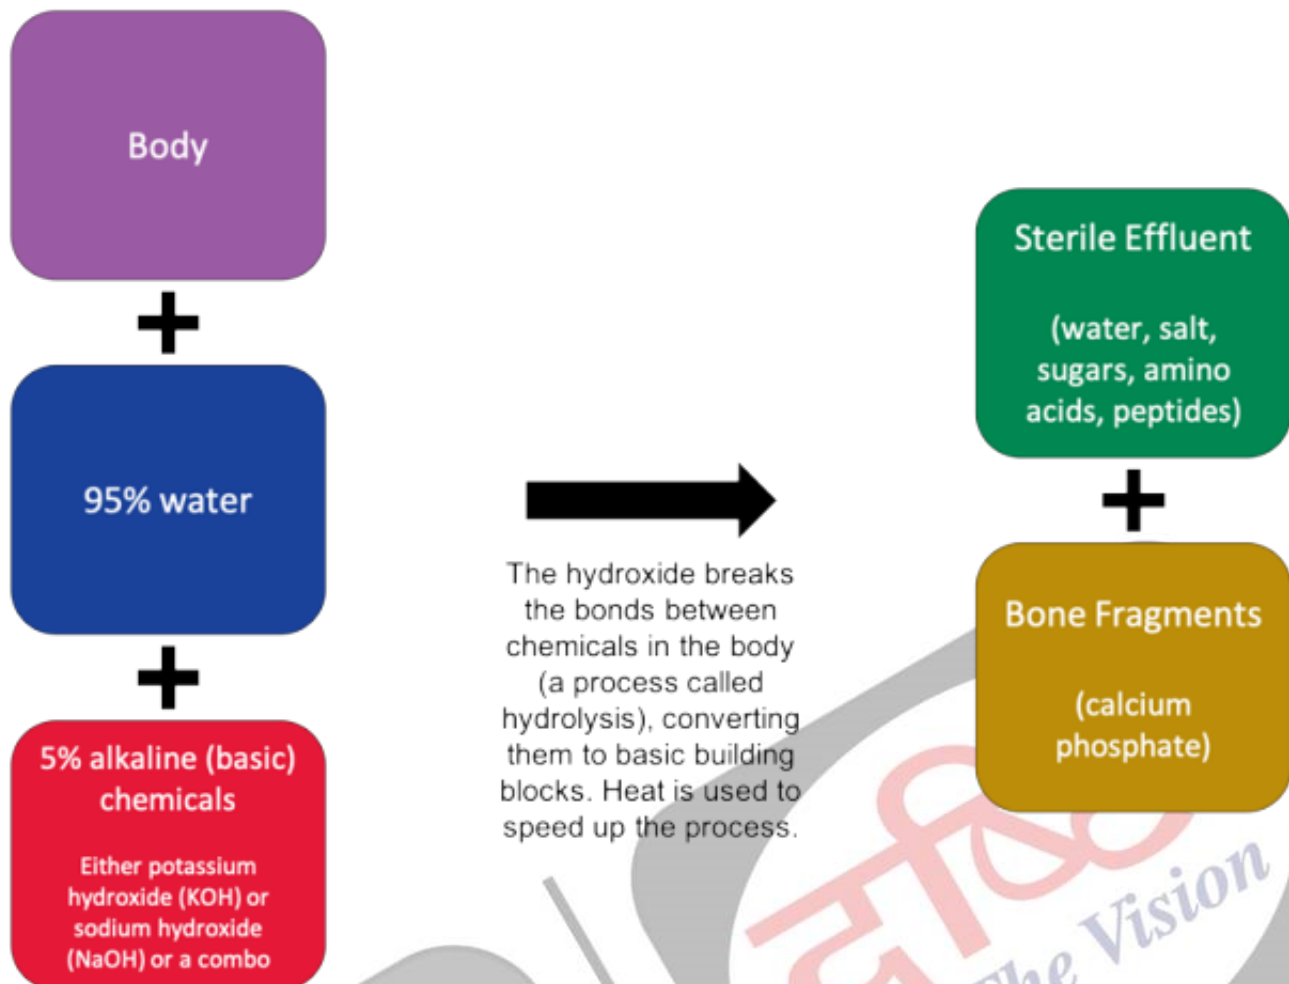 Body
+
95% water
+
5% alkaline (basic)
chemicals
Either potassium
hydroxide (KOH) or
sodium hydroxide
(NaOH) or a combo
The hydroxide breaks
the bonds between
chemicals in the body
(a process called
hydrolysis), converting
them to basic building
blocks. Heat is used to
speed up the process.
Sterile Effluent
(water, salt,
sugars, amino
acids, peptides)
+
Bone Fragments
(calcium
phosphate)
दृष्टि
The Vision